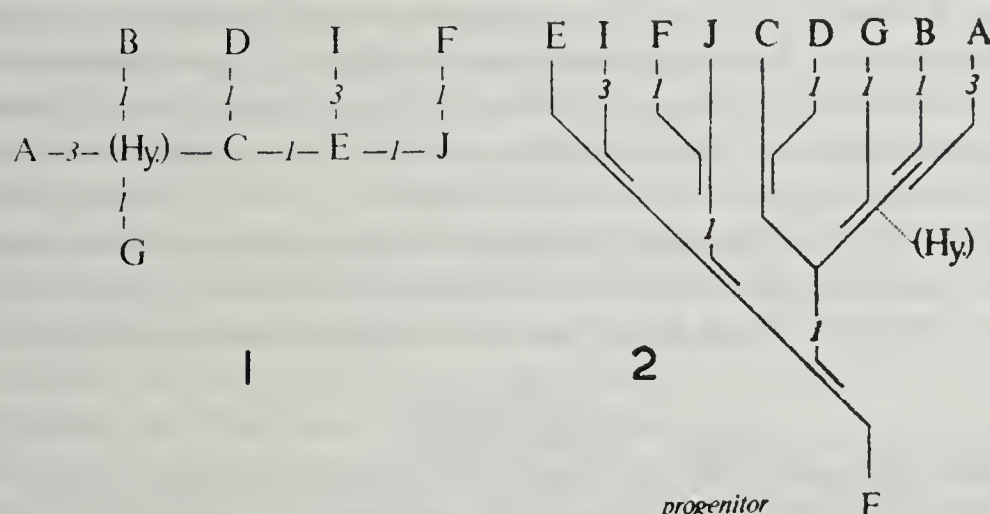 B D I F
1 1 3 1
A –3– (Hy.) — C –1– E –1– J
1
G
1
E I F J C D G B A
3 1 1 1 1 3
1
(Hy.)
1
2
progenitor E